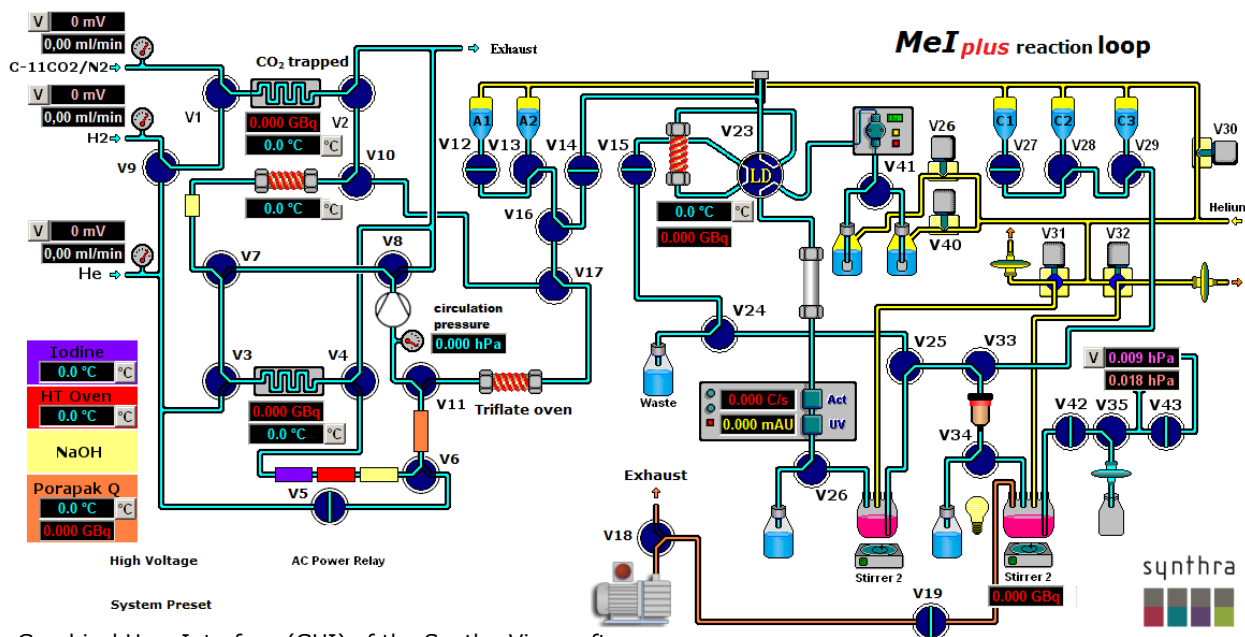 V 0 mV
0,00 ml/min
C-11CO2/N2
V 0 mV
0,00 ml/min
H2
V1
CO2 trapped
0.000 GBq
0.0 °C °C
V2
Exhaust
MeI plus reaction loop
V9
V10
0.0 °C °C
V 0 mV
0,00 ml/min
He
V7
V8
circulation
pressure
0.000 hPa
V3
V4
0.000 GBq
0.0 °C °C
V11
Triflate oven
V6
V5
Iodine
0.0 °C °C
HT Oven
0.0 °C °C
NaOH
Porapak Q
0.0 °C °C
0.000 GBq
High Voltage
AC Power Relay
System Preset
A1
A2
V12
V13
V14
V15
V16
V17
V23
LD
0.0 °C °C
0.000 GBq
V41
V26
V40
C1
C2
C3
V27
V28
V29
V30
V31
V32
V24
Waste
V25
V33
V 0.009 hPa
0.018 hPa
0.000 C/s Act
0.000 mAU UV
V26
V34
V42
V35
V43
Exhaust
V18
V19
Stirrer 2
Stirrer 2
0.000 GBq
synthra